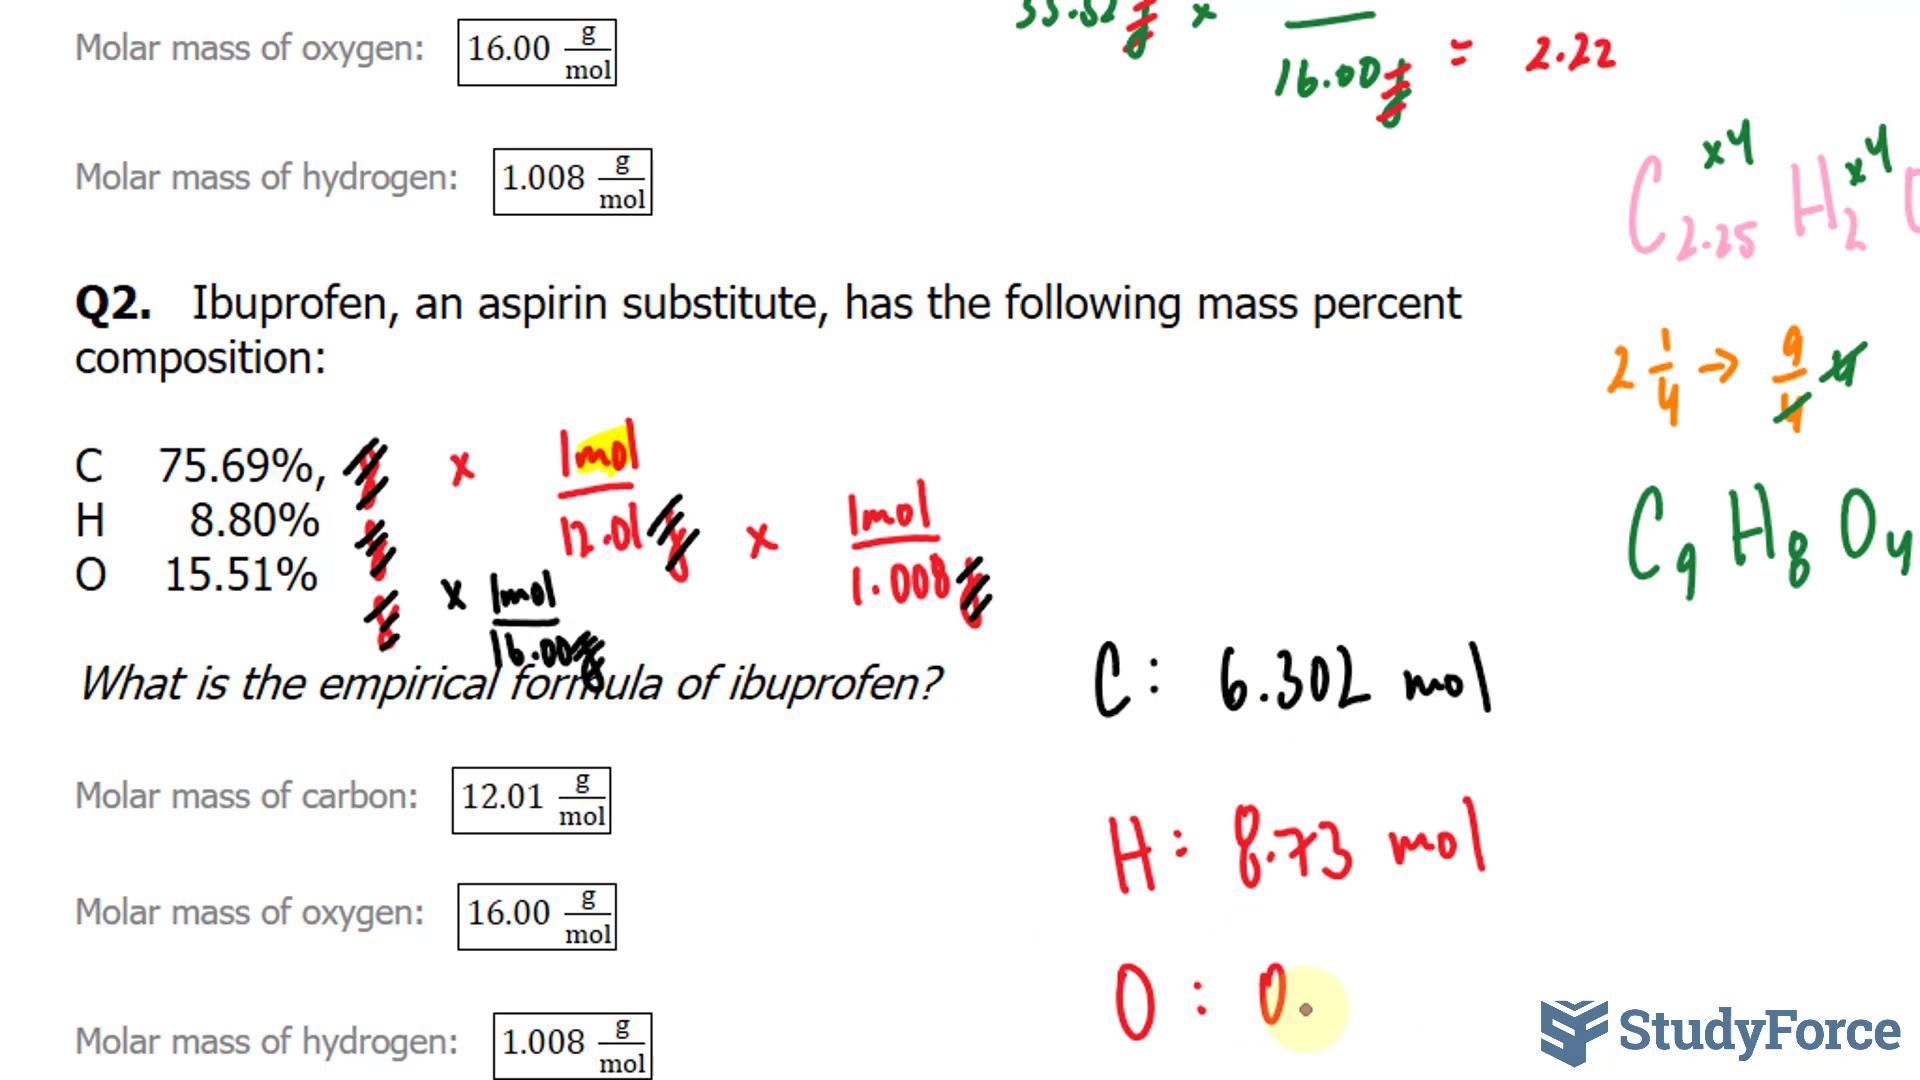 Molar mass of oxygen: 16.00 g/mol
16.00 g = 2.22
Molar mass of hydrogen: 1.008 g/mol
x4 x4
C2.25 H2
Q2. Ibuprofen, an aspirin substitute, has the following mass percent
composition:
2 1/4 → 9/4 x4
C 75.69%, g x 1mol/12.01 g
H 8.80% g x 1mol/1.008 g
O 15.51% g x 1mol/16.00 g
C9 H8 O4
What is the empirical formula of ibuprofen?
C: 6.302 mol
Molar mass of carbon: 12.01 g/mol
H: 8.73 mol
Molar mass of oxygen: 16.00 g/mol
O: 0
Molar mass of hydrogen: 1.008 g/mol
StudyForce